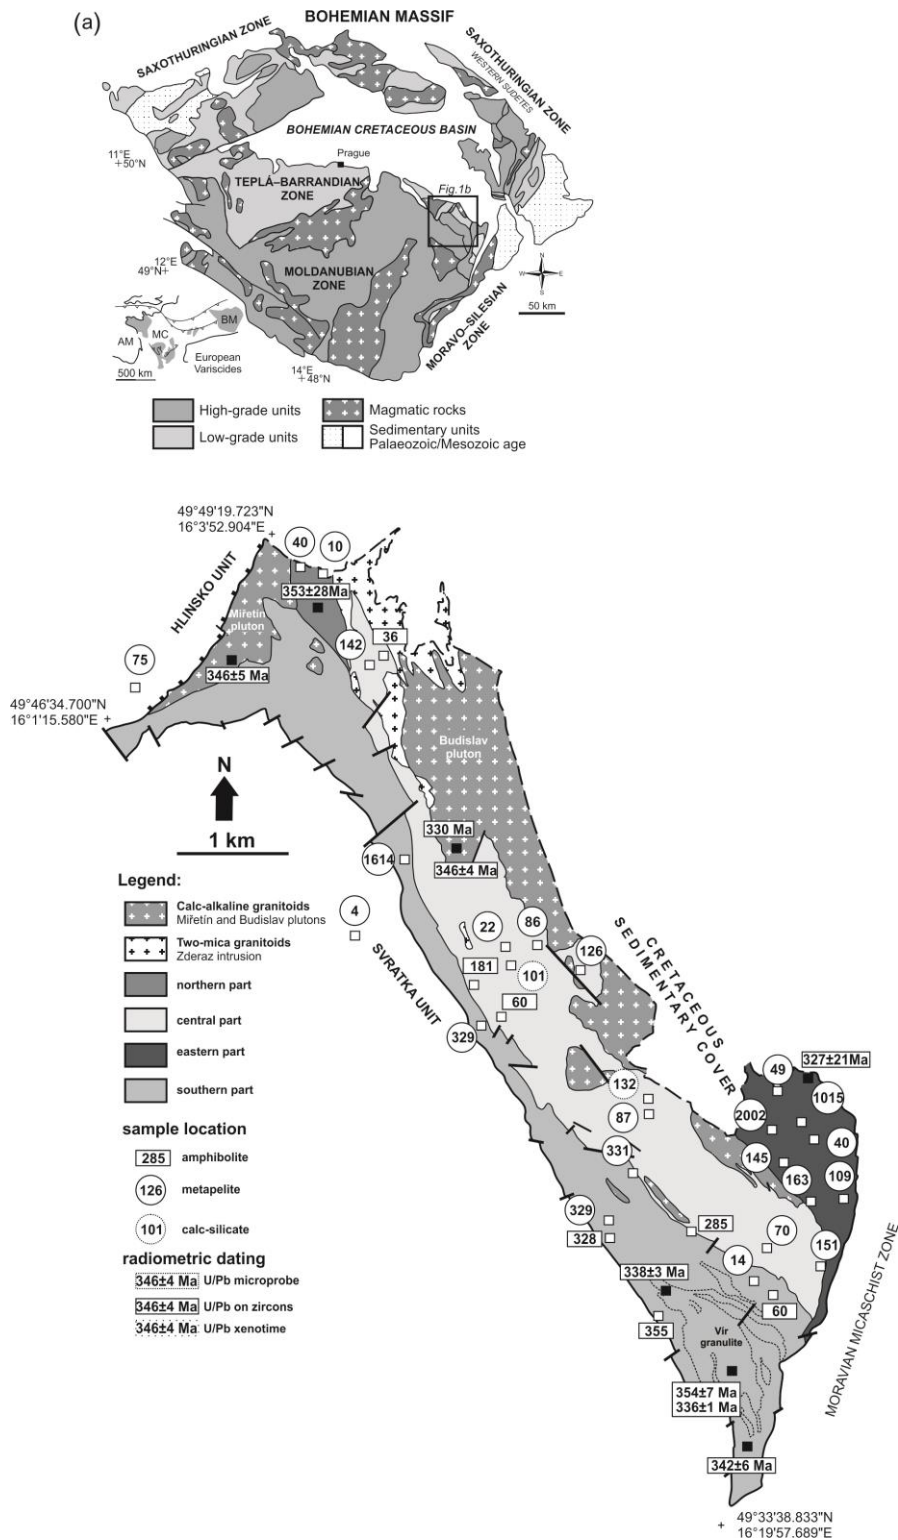 (a)
BOHEMIAN MASSIF
SAXOTHURINGIAN ZONE
SAXOTHURINGIAN ZONE
WESTERN SUDETES
BOHEMIAN CRETACEOUS BASIN
11°E
+50°N
Prague
TEPLÁ–BARRANDIAN
ZONE
Fig.1b
12°E
49°N+
MOLDANUBIAN
ZONE
N
W
E
S
50 km
MORAVO–SILESIAN
ZONE
BM
MC
AM
European
Variscides
500 km
14°E
+48°N
High-grade units
Low-grade units
Magmatic rocks
Sedimentary units
Palaeozoic/Mesozoic age
49°49'19.723"N
16°3'52.904"E +
HLINSKO UNIT
40
10
353±28Ma
Miřetín
pluton
142
36
75
346±5 Ma
49°46'34.700"N
16°1'15.580"E +
Budislav
pluton
N
1 km
330 Ma
346±4 Ma
1614
Legend:
Calc-alkaline granitoids
Miřetín and Budislav plutons
Two-mica granitoids
Zderaz intrusion
northern part
central part
eastern part
southern part
sample location
285 amphibolite
126 metapelite
101 calc-silicate
radiometric dating
346±4 Ma U/Pb microprobe
346±4 Ma U/Pb on zircons
346±4 Ma U/Pb xenotime
4
SVRATKA UNIT
22
86
126
181
101
60
329
CRETACEOUS
SEDIMENTARY COVER
132
87
331
49
327±21Ma
1015
2002
40
145
163
109
329
328
285
70
14
151
338±3 Ma
60
355
Vír
granulite
354±7 Ma
336±1 Ma
342±6 Ma
MORAVIAN MICASCHIST ZONE
+ 49°33'38.833"N
16°19'57.689"E